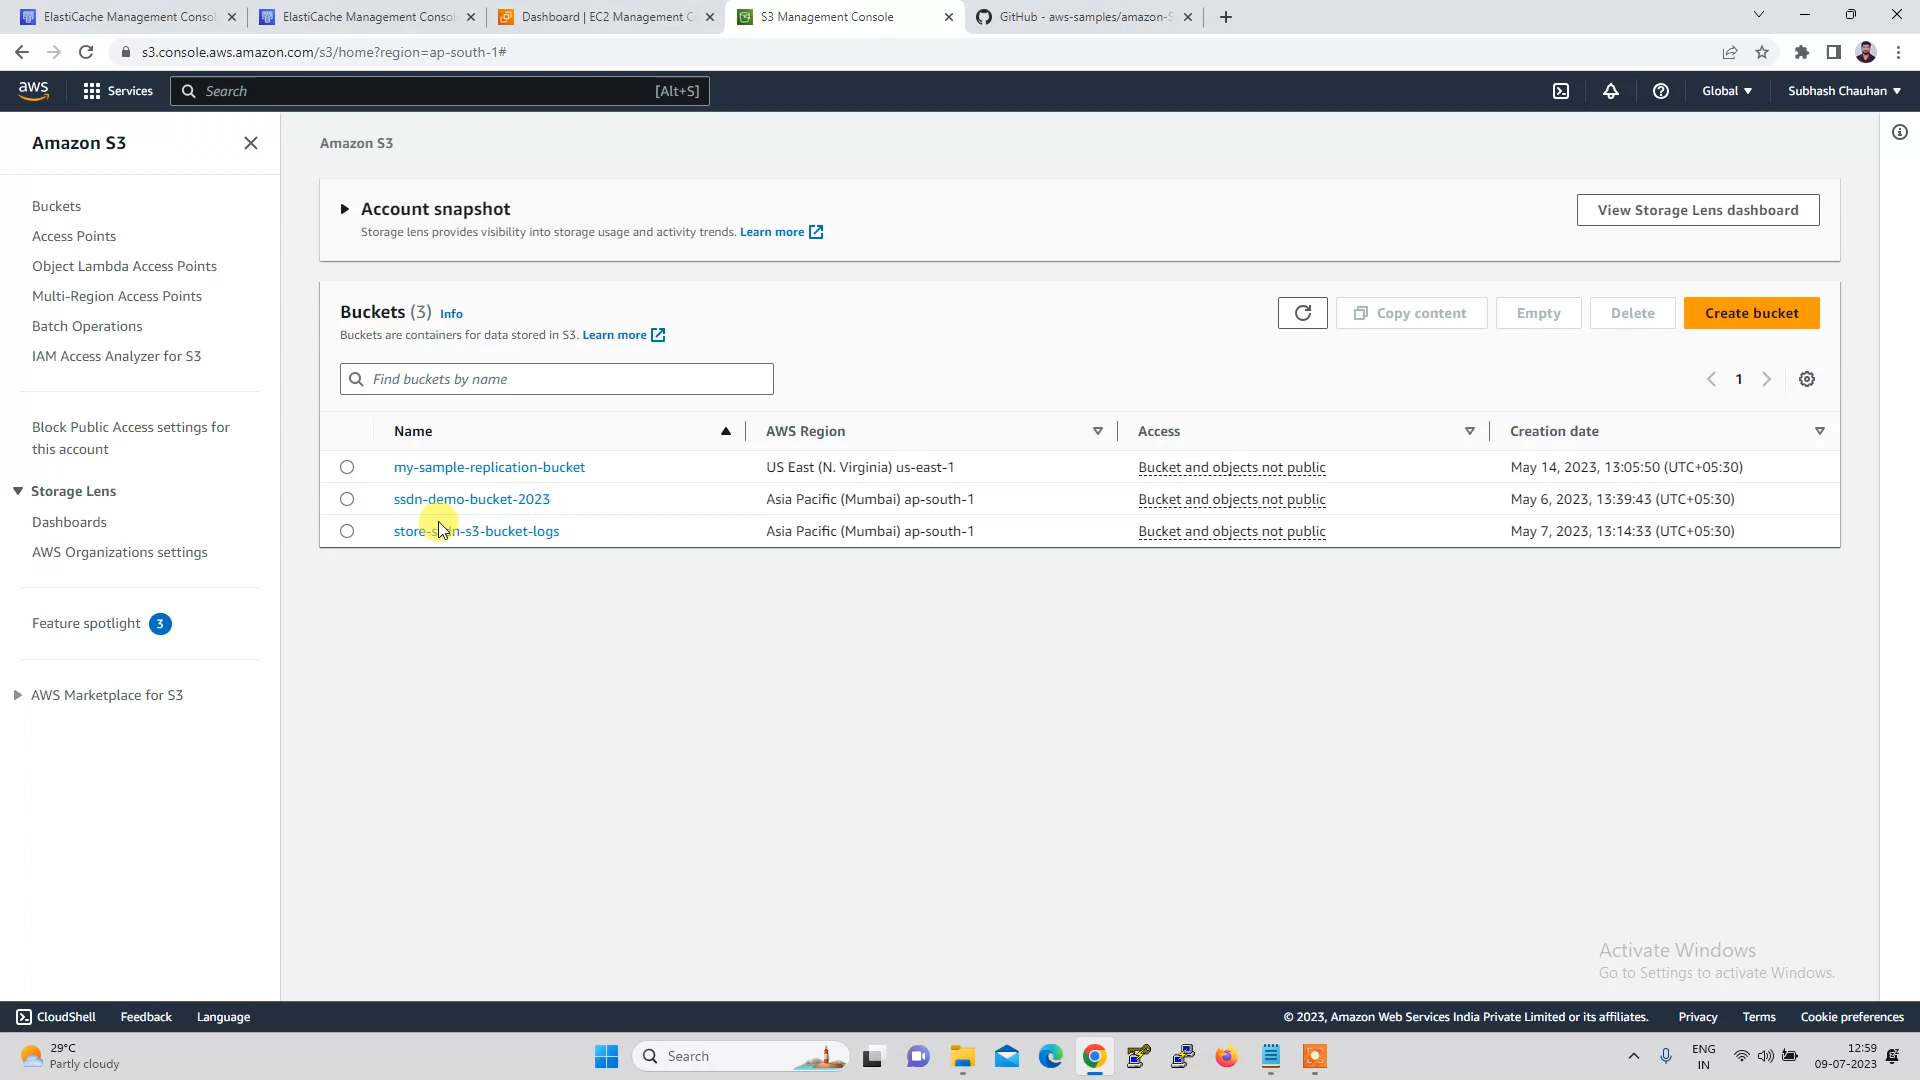 ElastiCache Management Consol
ElastiCache Management Consol
Dashboard | EC2 Management C
S3 Management Console
GitHub - aws-samples/amazon-S
s3.console.aws.amazon.com/s3/home?region=ap-south-1#
aws
Services
Search
[Alt+S]
Global
Subhash Chauhan
Amazon S3
Buckets
Access Points
Object Lambda Access Points
Multi-Region Access Points
Batch Operations
IAM Access Analyzer for S3
Block Public Access settings for
this account
Storage Lens
Dashboards
AWS Organizations settings
Feature spotlight 3
AWS Marketplace for S3
Amazon S3
Account snapshot
Storage lens provides visibility into storage usage and activity trends. Learn more
View Storage Lens dashboard
Buckets (3) Info
Buckets are containers for data stored in S3. Learn more
Copy content
Empty
Delete
Create bucket
Find buckets by name
1
Name AWS Region Access Creation date
my-sample-replication-bucket US East (N. Virginia) us-east-1 Bucket and objects not public May 14, 2023, 13:05:50 (UTC+05:30)
ssdn-demo-bucket-2023 Asia Pacific (Mumbai) ap-south-1 Bucket and objects not public May 6, 2023, 13:39:43 (UTC+05:30)
store-ssdn-s3-bucket-logs Asia Pacific (Mumbai) ap-south-1 Bucket and objects not public May 7, 2023, 13:14:33 (UTC+05:30)
Activate Windows
Go to Settings to activate Windows.
CloudShell Feedback Language
© 2023, Amazon Web Services India Private Limited or its affiliates. Privacy Terms Cookie preferences
29°C
Partly cloudy
Search
ENG
IN
12:59
09-07-2023